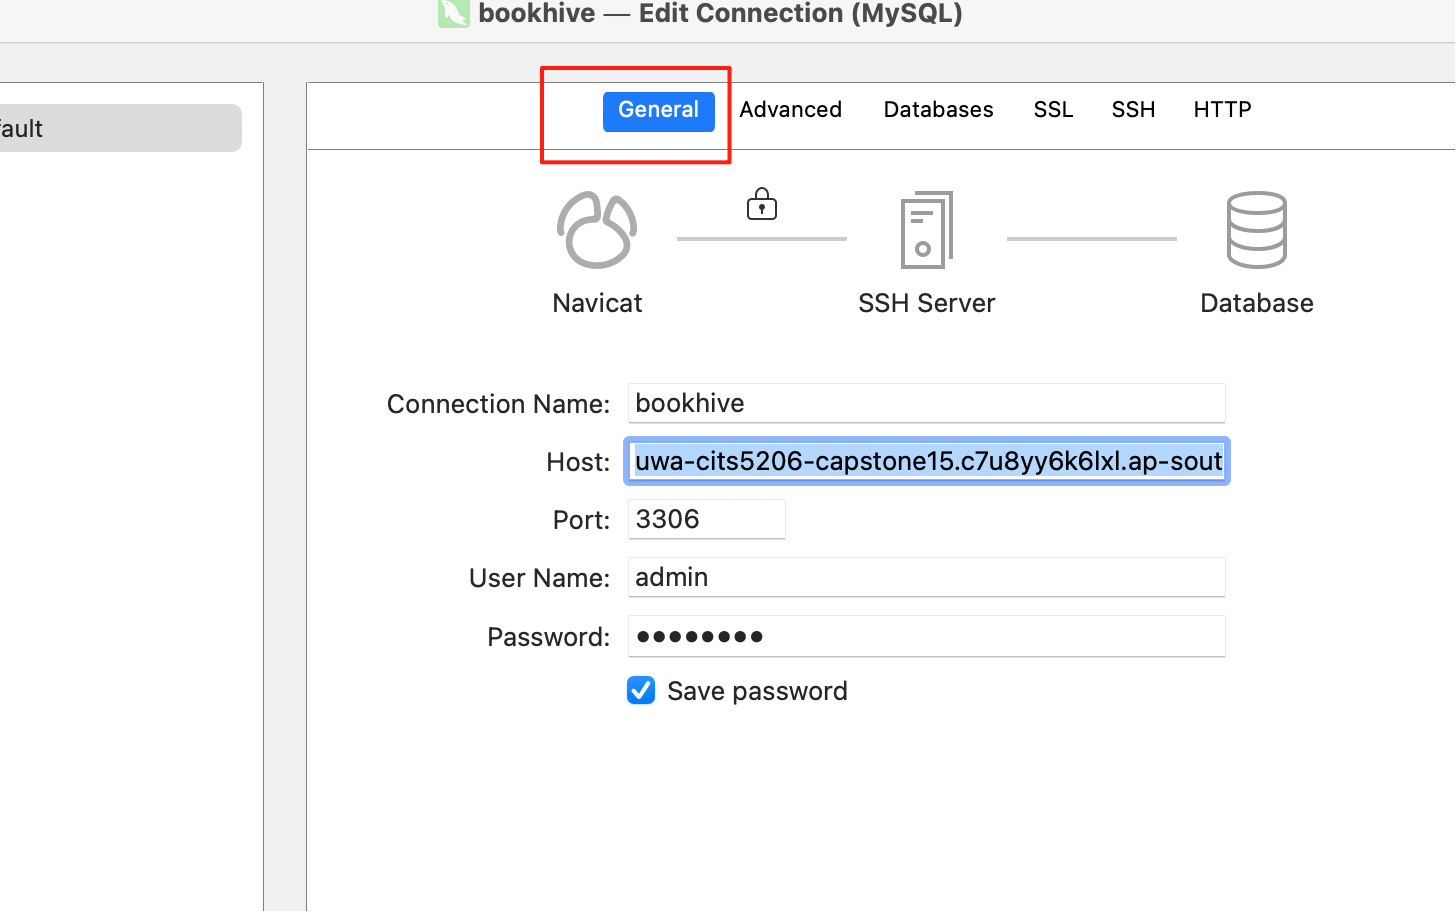 bookhive — Edit Connection (MySQL)
fault
General
Advanced
Databases
SSL
SSH
HTTP
Navicat
SSH Server
Database
Connection Name: bookhive
Host: uwa-cits5206-capstone15.c7u8yy6k6lxl.ap-sout
Port: 3306
User Name: admin
Password: ••••••••
Save password